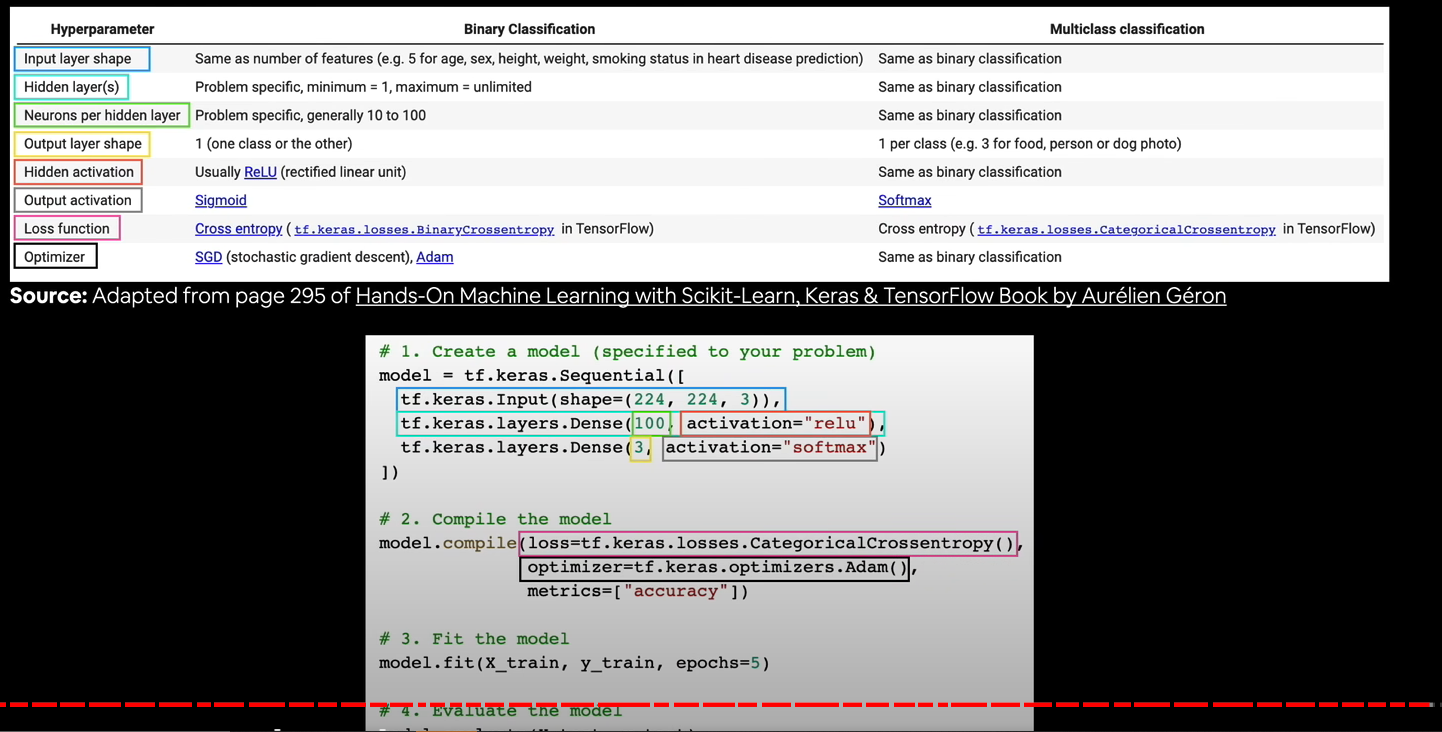 Hyperparameter Binary Classification Multiclass classification
Input layer shape Same as number of features (e.g. 5 for age, sex, height, weight, smoking status in heart disease prediction) Same as binary classification
Hidden layer(s) Problem specific, minimum = 1, maximum = unlimited Same as binary classification
Neurons per hidden layer Problem specific, generally 10 to 100 Same as binary classification
Output layer shape 1 (one class or the other) 1 per class (e.g. 3 for food, person or dog photo)
Hidden activation Usually ReLU (rectified linear unit) Same as binary classification
Output activation Sigmoid Softmax
Loss function Cross entropy ( tf.keras.losses.BinaryCrossentropy in TensorFlow) Cross entropy ( tf.keras.losses.CategoricalCrossentropy in TensorFlow)
Optimizer SGD (stochastic gradient descent), Adam Same as binary classification
Source: Adapted from page 295 of Hands-On Machine Learning with Scikit-Learn, Keras & TensorFlow Book by Aurélien Géron
# 1. Create a model (specified to your problem)
model = tf.keras.Sequential([
tf.keras.Input(shape=(224, 224, 3)),
tf.keras.layers.Dense(100, activation="relu"),
tf.keras.layers.Dense(3, activation="softmax")
])
# 2. Compile the model
model.compile(loss=tf.keras.losses.CategoricalCrossentropy(),
optimizer=tf.keras.optimizers.Adam(),
metrics=["accuracy"])
# 3. Fit the model
model.fit(X_train, y_train, epochs=5)
# 4. Evaluate the model